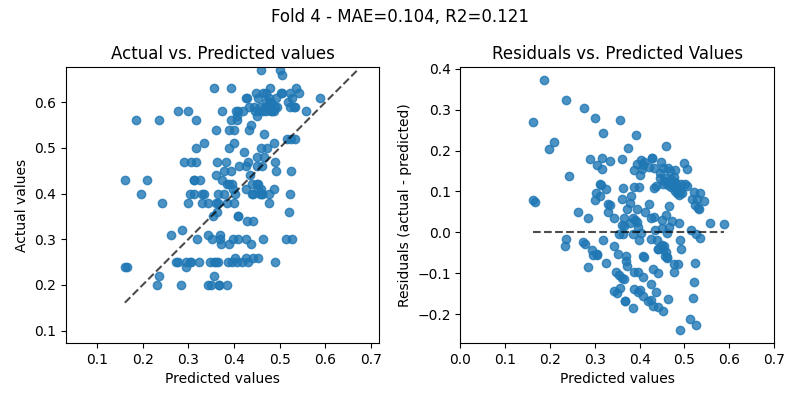 Fold 4 - MAE=0.104, R2=0.121
Actual vs. Predicted values
Actual values
0.6
0.5
0.4
0.3
0.2
0.1
0.1 0.2 0.3 0.4 0.5 0.6 0.7
Predicted values
Residuals vs. Predicted Values
Residuals (actual - predicted)
0.4
0.3
0.2
0.1
0.0
−0.1
−0.2
0.0 0.1 0.2 0.3 0.4 0.5 0.6 0.7
Predicted values